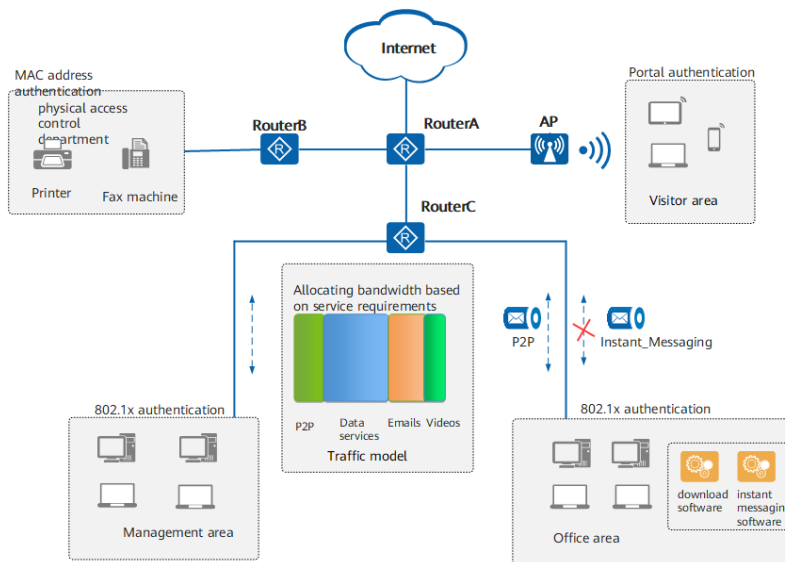 Internet
MAC address
authentication
physical access
control
department
Printer
Fax machine
RouterB
RouterA
AP
Portal authentication
Visitor area
RouterC
Allocating bandwidth based
on service requirements
P2P
Data
services
Emails
Videos
Traffic model
P2P
Instant_Messaging
802.1x authentication
Management area
802.1x authentication
download
software
instant
messaging
software
Office area
R
R
R